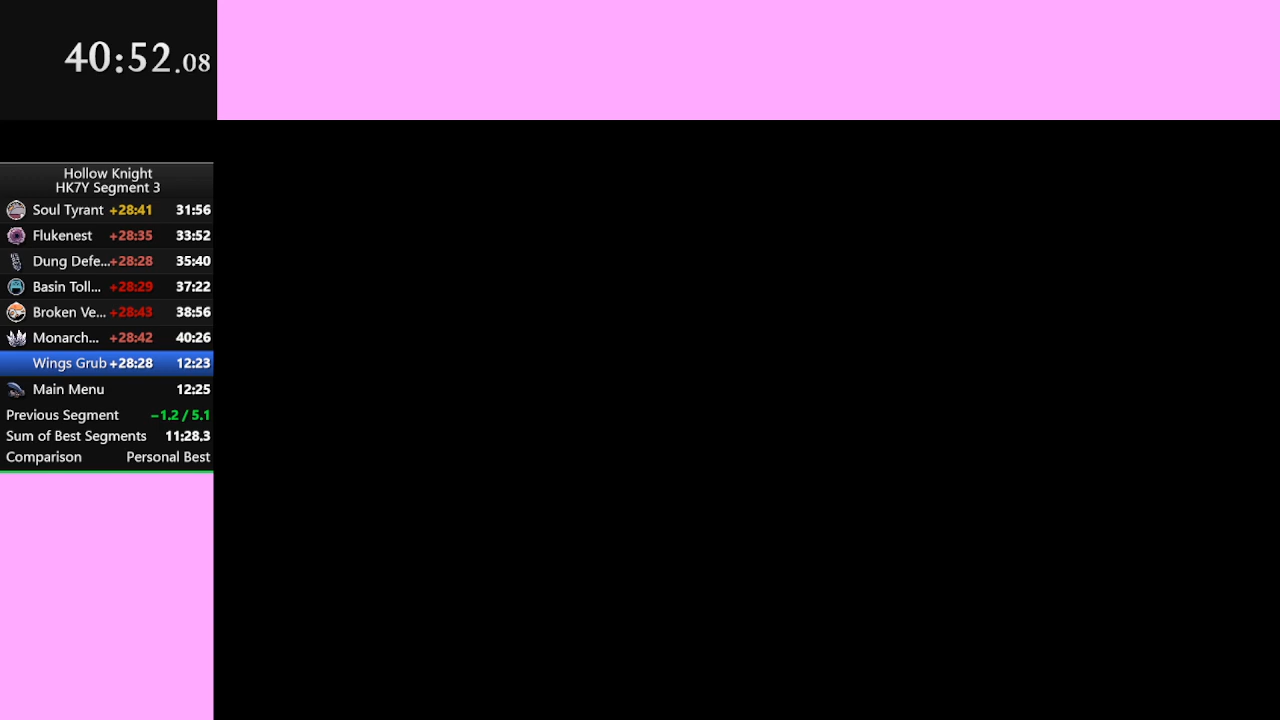 40:52.08
Hollow Knight
HK7Y Segment 3
Soul Tyrant +28:41 31:56
Flukenest +28:35 33:52
Dung Defe...+28:28 35:40
Basin Toll... +28:29 37:22
Broken Ve... +28:43 38:56
Monarch... +28:42 40:26
Wings Grub +28:28 12:23
Main Menu 12:25
Previous Segment −1.2 / 5.1
Sum of Best Segments 11:28.3
Comparison Personal Best